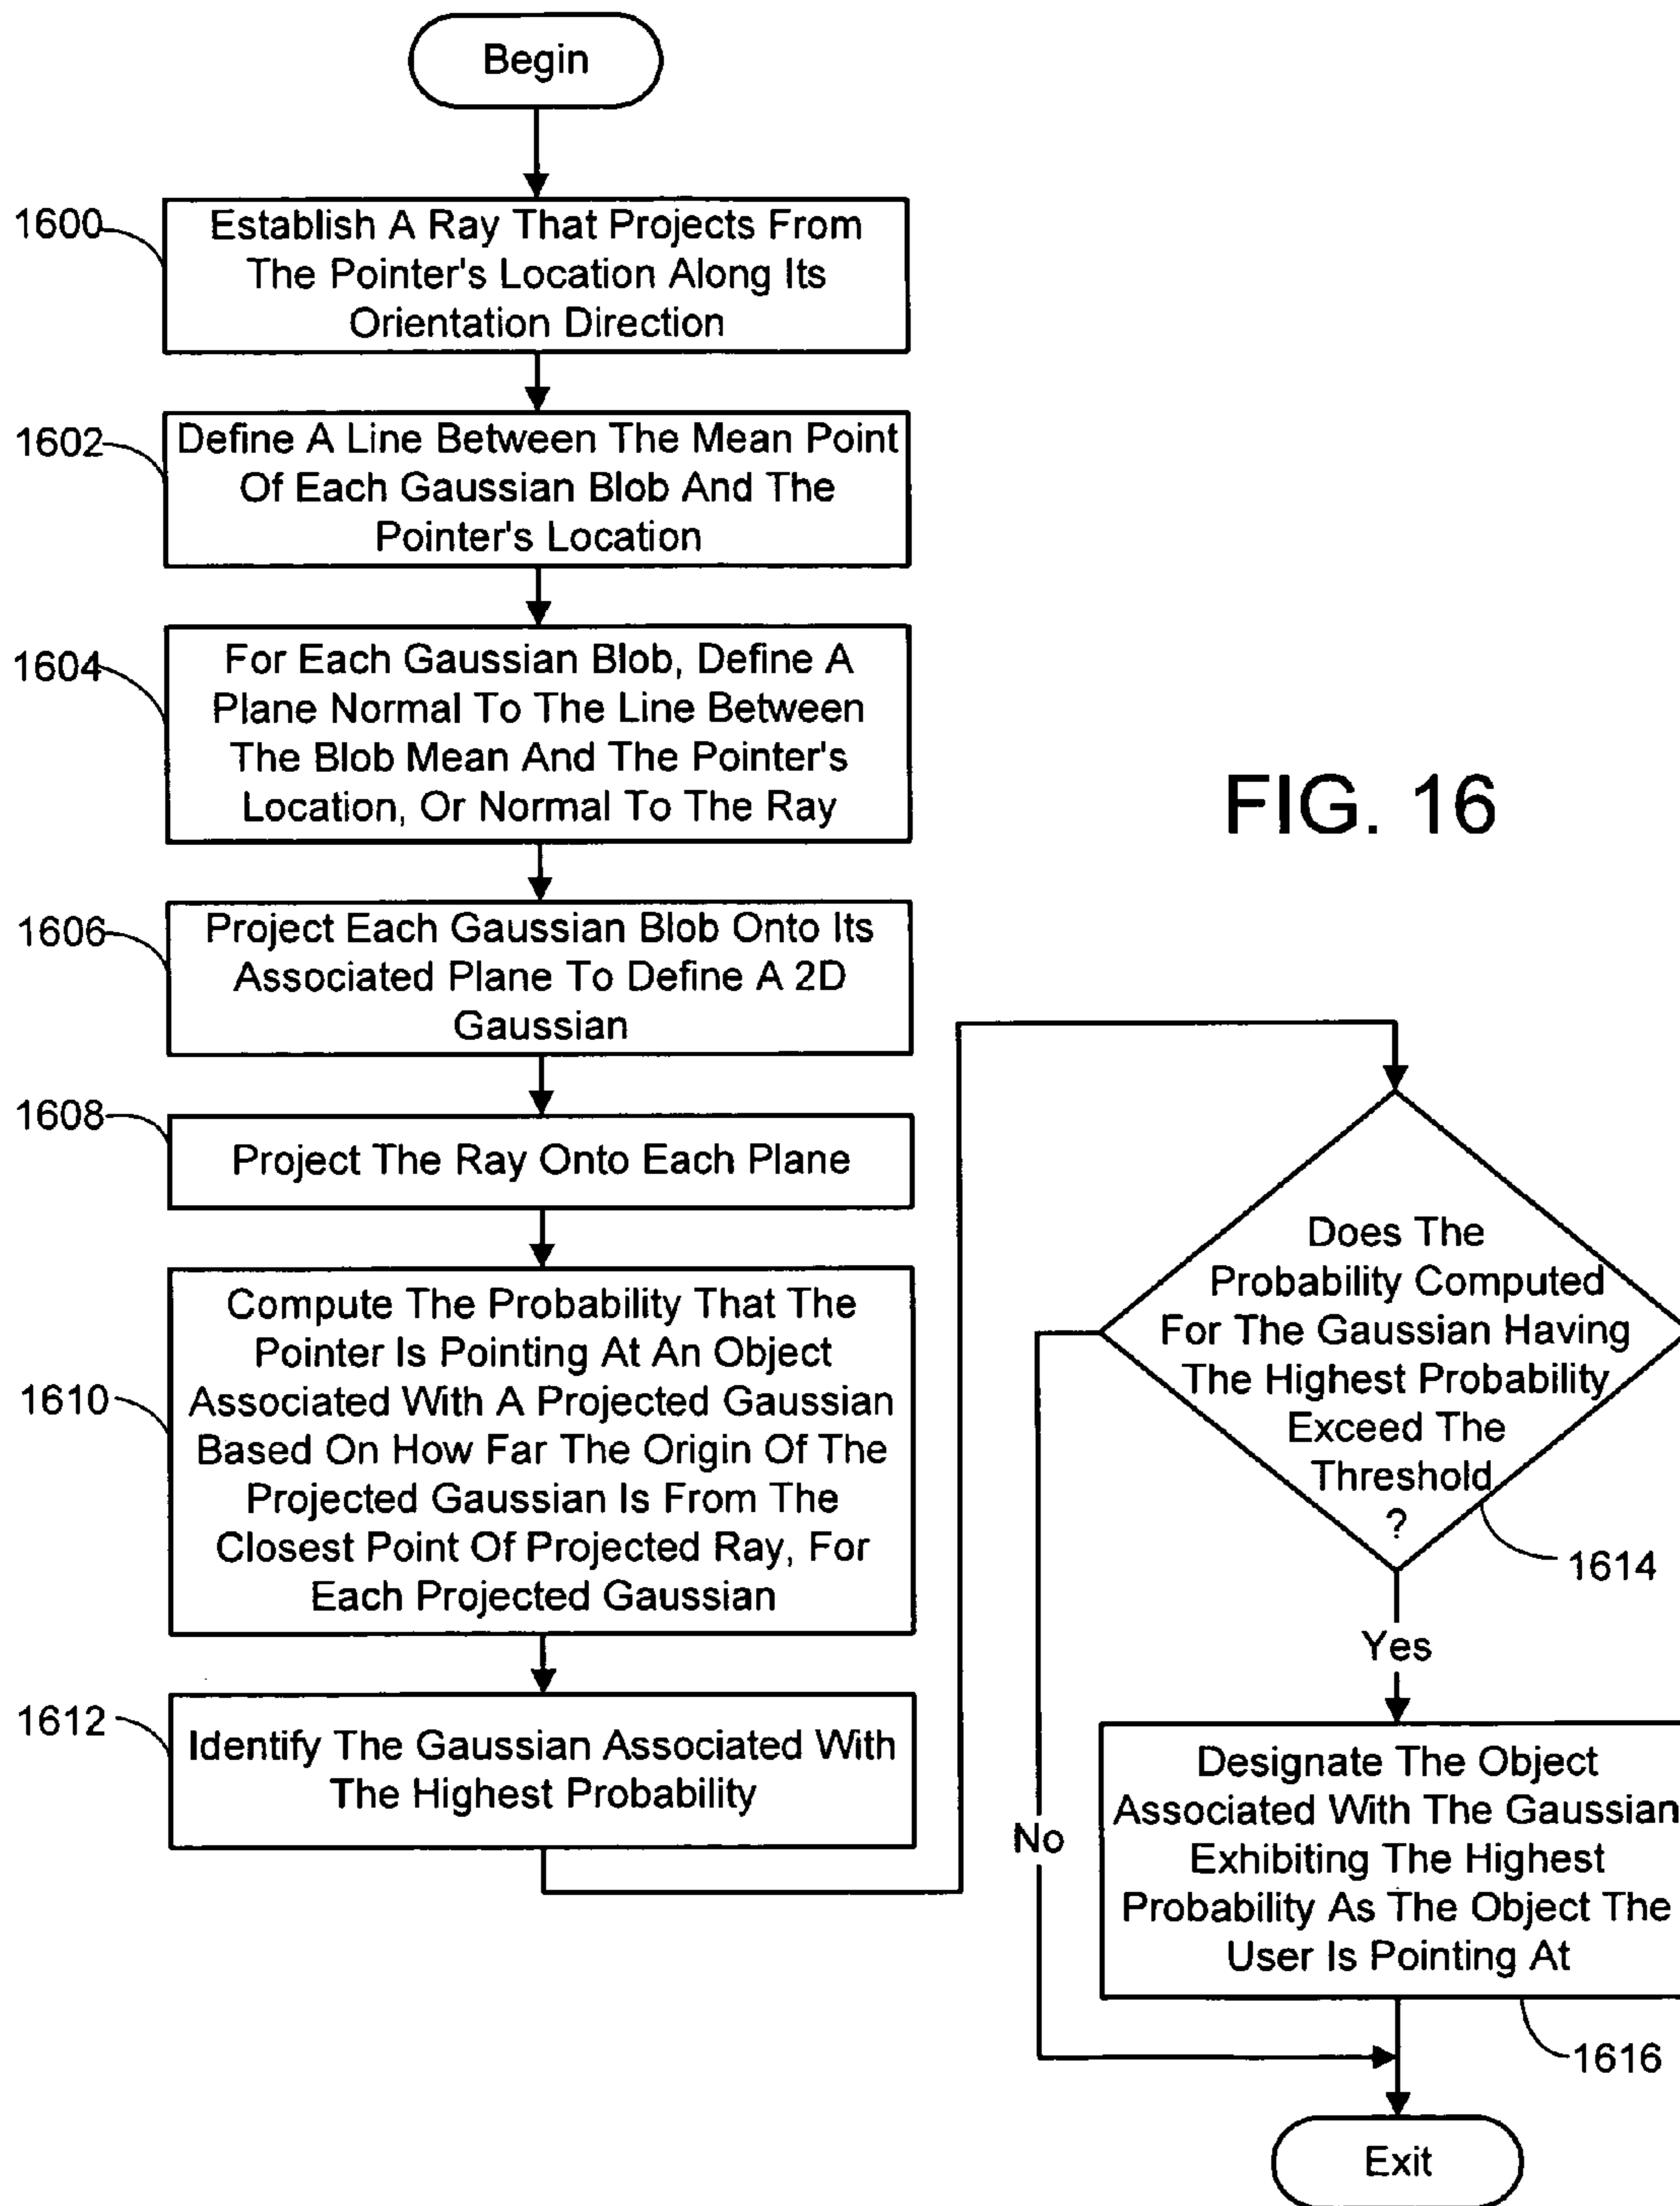 Begin
1600
Establish A Ray That Projects From
The Pointer's Location Along Its
Orientation Direction
1602
Define A Line Between The Mean Point
Of Each Gaussian Blob And The
Pointer's Location
1604
For Each Gaussian Blob, Define A
Plane Normal To The Line Between
The Blob Mean And The Pointer's
Location, Or Normal To The Ray
FIG. 16
1606
Project Each Gaussian Blob Onto Its
Associated Plane To Define A 2D
Gaussian
1608
Project The Ray Onto Each Plane
1610
Compute The Probability That The
Pointer Is Pointing At An Object
Associated With A Projected Gaussian
Based On How Far The Origin Of The
Projected Gaussian Is From The
Closest Point Of Projected Ray, For
Each Projected Gaussian
1612
Identify The Gaussian Associated With
The Highest Probability
Does The
Probability Computed
For The Gaussian Having
The Highest Probability
Exceed The
Threshold
?
1614
Yes
No
Designate The Object
Associated With The Gaussian
Exhibiting The Highest
Probability As The Object The
User Is Pointing At
1616
Exit